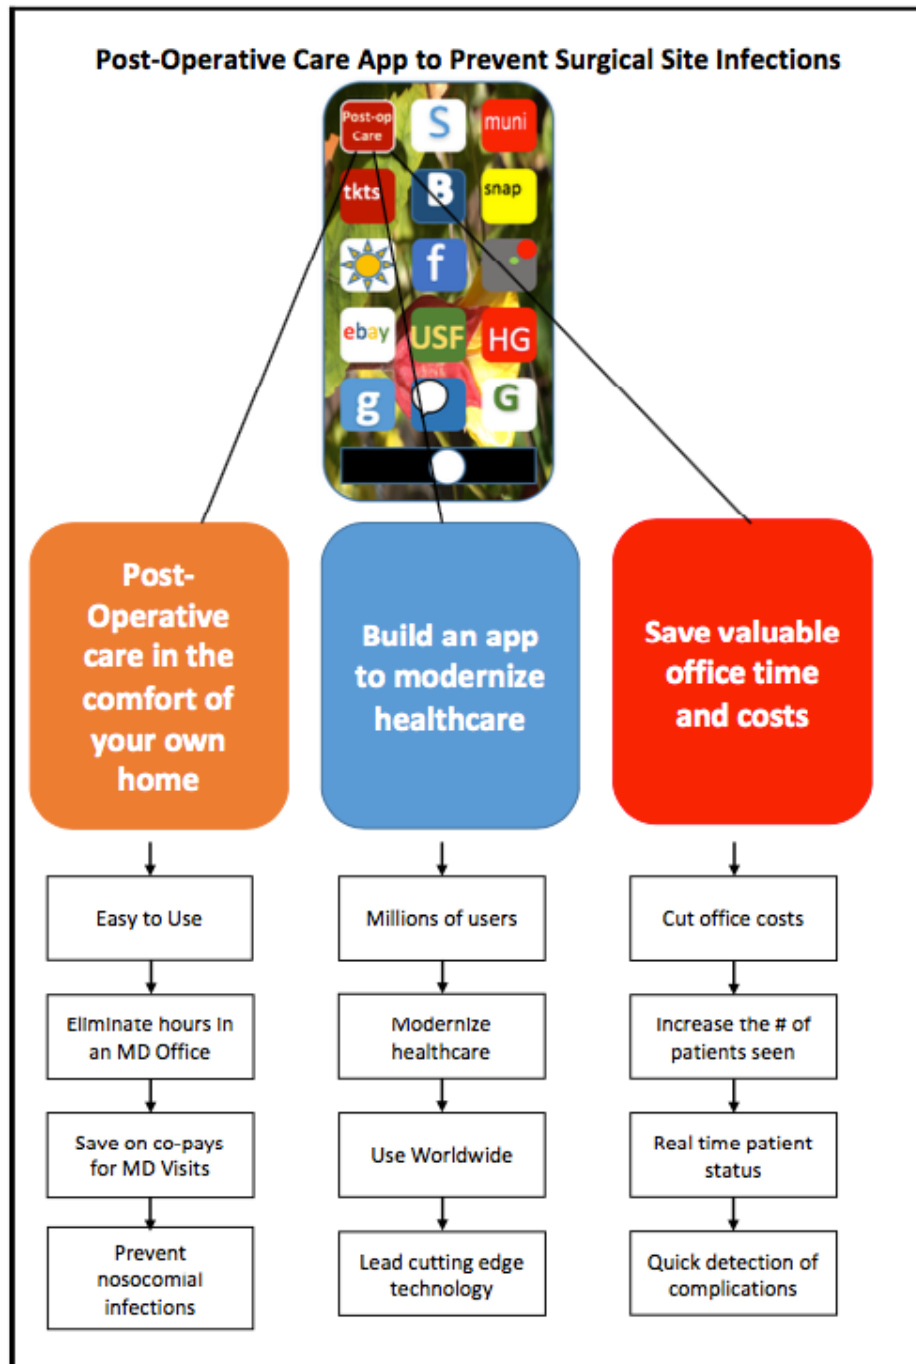 Post-Operative Care App to Prevent Surgical Site Infections
Post-op
Care
S
muni
tkts
B
snap
f
ebay
USF
HG
g
G
Post-
Operative
care in the
comfort of
your own
home
Build an app
to modernize
healthcare
Save valuable
office time
and costs
Easy to Use
Eliminate hours in
an MD Office
Save on co-pays
for MD Visits
Prevent
nosocomial
infections
Millions of users
Modernize
healthcare
Use Worldwide
Lead cutting edge
technology
Cut office costs
Increase the # of
patients seen
Real time patient
status
Quick detection of
complications